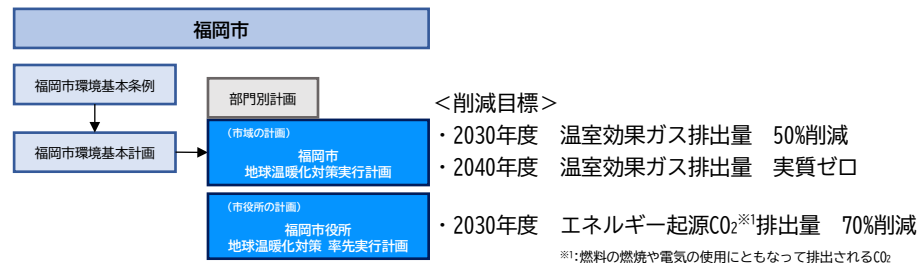 福岡市
福岡市環境基本条例
福岡市環境基本計画
部門別計画
(市域の計画)
福岡市
地球温暖化対策実行計画
(市役所の計画)
福岡市役所
地球温暖化対策 率先実行計画
<削減目標>
・2030年度 温室効果ガス排出量 50%削減
・2040年度 温室効果ガス排出量 実質ゼロ
・2030年度 エネルギー起源CO₂※1排出量 70%削減
※1:燃料の燃焼や電気の使用にともなって排出されるCO₂